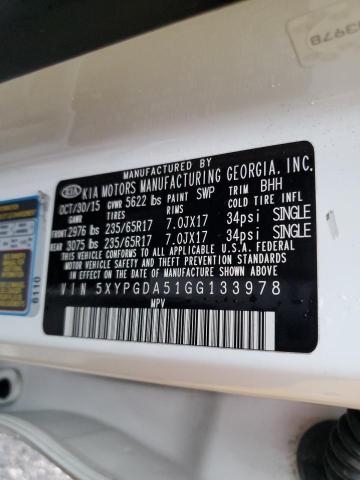 33978
MANUFACTURED BY
KIA KIA MOTORS MANUFACTURING GEORGIA, INC.
OCT/30/15 GVWR 5622 lbs PAINT SWP TRIM BHH
GAWR TIRES RIMS COLD TIRE INFL
FRONT 2976 lbs 235/65R17 7.0JX17 34psi SINGLE
REAR 3075 lbs 235/65R17 7.0JX17 34psi SINGLE
THIS VEHICLE CONFORMS TO ALL APPLICABLE U.S.A FEDERAL
MOTOR VEHICLE SAFETY AND THEFT PREVENTION STANDARDS
IN EFFECT ON THE DATE OF MANUFACTURE SHOWN ABOVE.
VIN 5XYPGDA51GG133978
MPV
6110